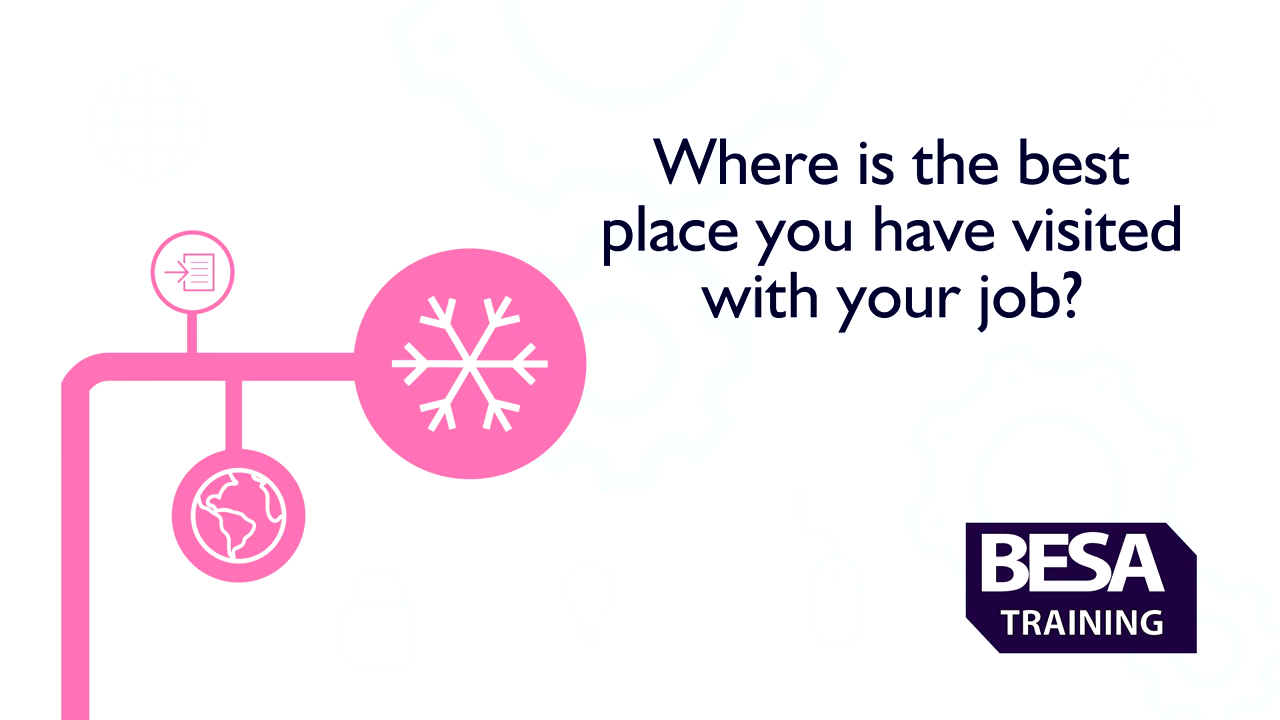 Where is the best
place you have visited
with your job?
BESA
TRAINING